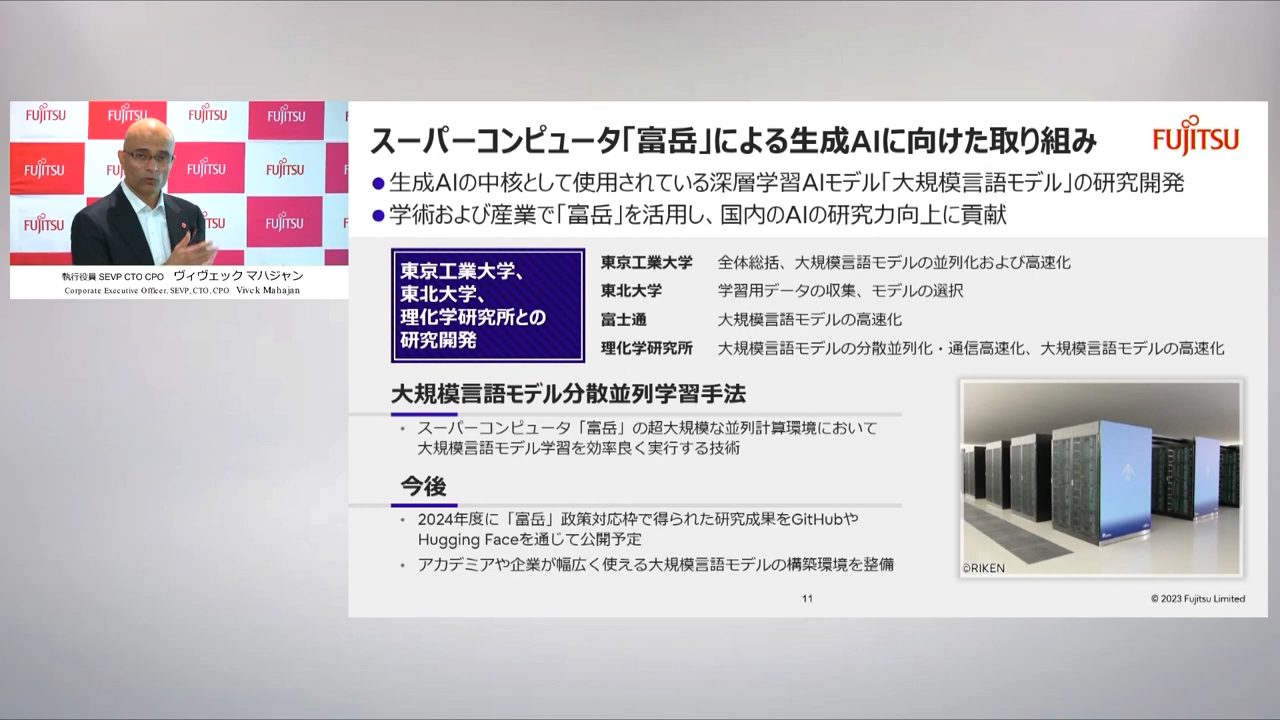 FUJITSU FUJITSU FUJITSU FUJITSU
FUJITSU FUJITSU FUJITSU
FUJITSU FUJITSU
執行役員 SEVP CTO CPO ヴィヴェック マハジャン
Corporate Executive Officer, SEVP, CTO, CPO Vivek Mahajan
スーパーコンピュータ「富岳」による生成AIに向けた取り組み
FUJITSU
●生成AIの中核として使用されている深層学習AIモデル「大規模言語モデル」の研究開発
●学術および産業で「富岳」を活用し、国内のAIの研究力向上に貢献
東京工業大学、
東北大学、
理化学研究所との
研究開発
東京工業大学 全体総括、大規模言語モデルの並列化および高速化
東北大学 学習用データの収集、モデルの選択
富士通 大規模言語モデルの高速化
理化学研究所 大規模言語モデルの分散並列化・通信高速化、大規模言語モデルの高速化
大規模言語モデル分散並列学習手法
・ スーパーコンピュータ「富岳」の超大規模な並列計算環境において
大規模言語モデル学習を効率良く実行する技術
今後
・ 2024年度に「富岳」政策対応枠で得られた研究成果をGitHubや
Hugging Faceを通じて公開予定
・ アカデミアや企業が幅広く使える大規模言語モデルの構築環境を整備
©RIKEN
11
© 2023 Fujitsu Limited